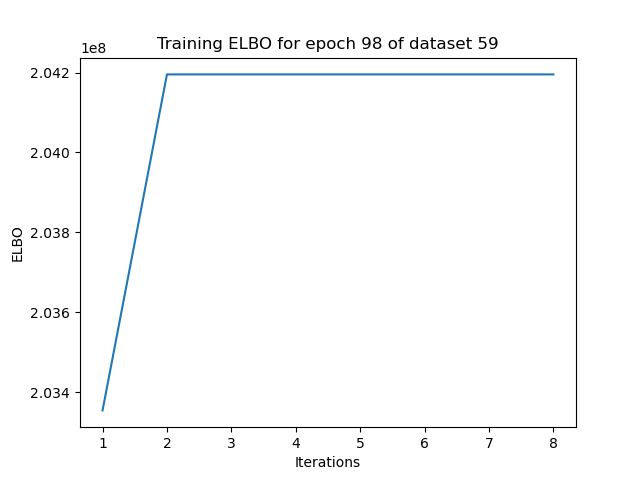 Training ELBO for epoch 98 of dataset 59
1e8
2.042
2.040
2.038
2.036
2.034
ELBO
1 2 3 4 5 6 7 8
Iterations